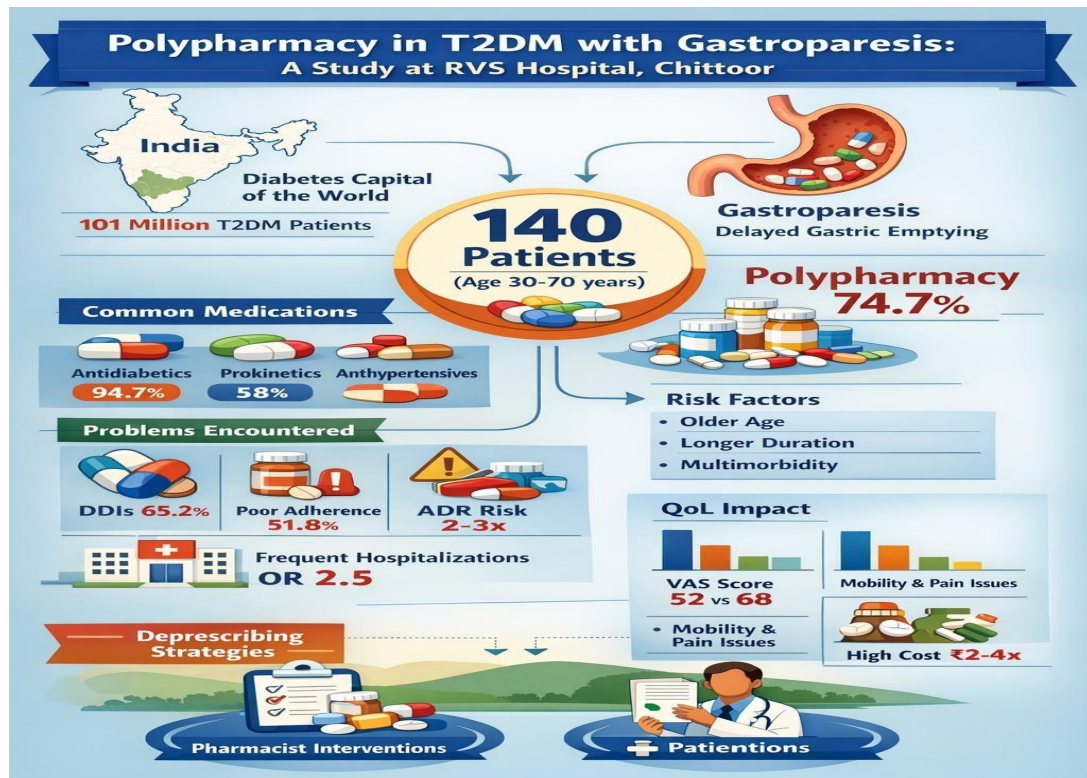 Polypharmacy in T2DM with Gastroparesis:
A Study at RVS Hospital, Chittoor
India
Diabetes Capital
of the World
101 Million T2DM Patients
140
Patients
(Age 30-70 years)
Gastroparesis
Delayed Gastric Emptying
Polypharmacy
74.7%
Common Medications
Antidiabetics
94.7%
Prokinetics
58%
Anthypertensives
Risk Factors
• Older Age
• Longer Duration
• Multimorbidity
Problems Encountered
DDIs 65.2%
Poor Adherence
51.8%
ADR Risk
2-3x
Frequent Hospitalizations
OR 2.5
QoL Impact
VAS Score
52 vs 68
• Mobility &
Pain Issues
Mobility & Pain Issues
High Cost ₹2-4x
Deprescribing
Strategies
Pharmacist Interventions
Patientions